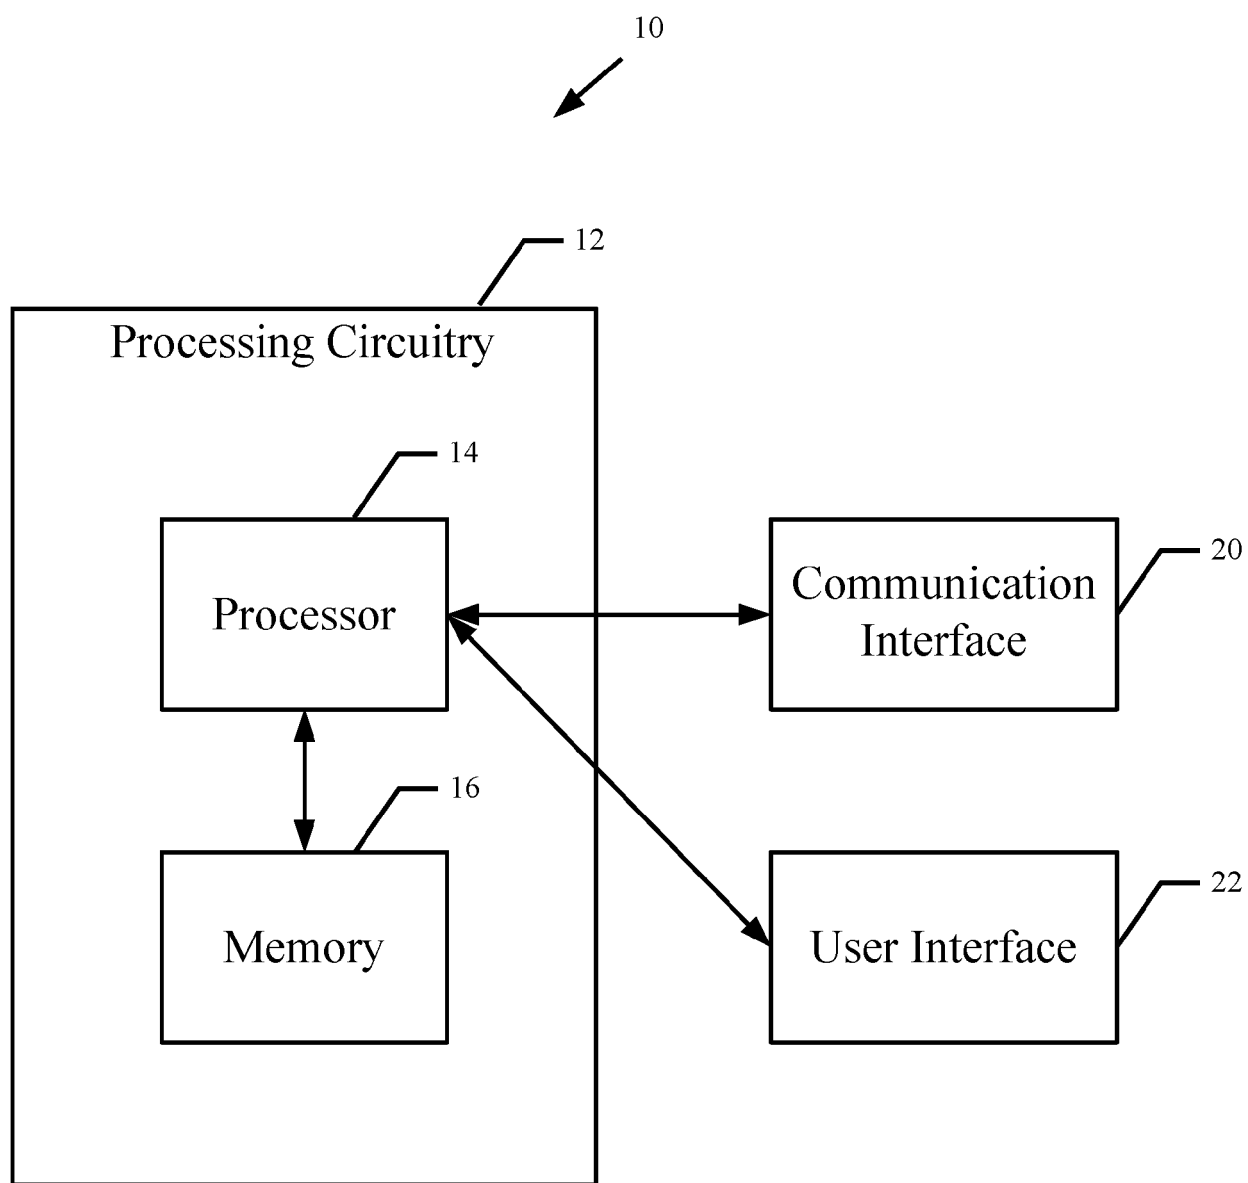 10
12
Processing Circuitry
14
Processor
Communication
Interface
20
16
Memory
User Interface
22